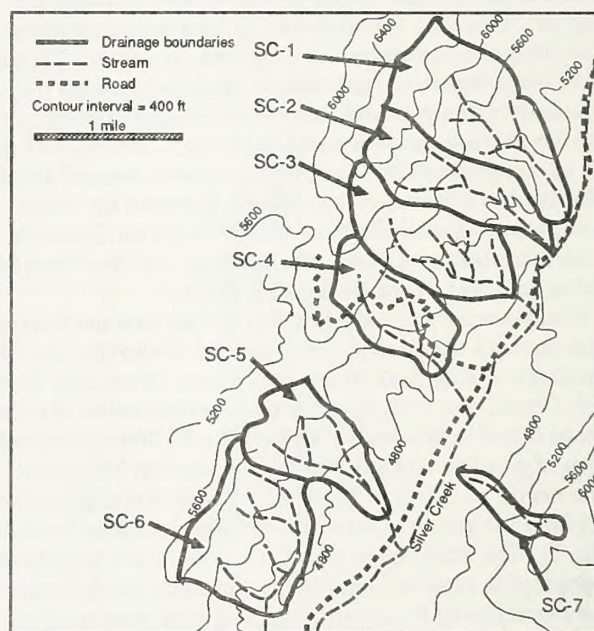 Drainage boundaries
Stream
Road
Contour interval = 400 ft
1 mile
SC-1
SC-2
SC-3
SC-4
SC-5
SC-6
SC-7
6400
6000
5600
5200
6000
5600
5200
5600
4800
4800
4800
5200
5600
6000
Silver Creek